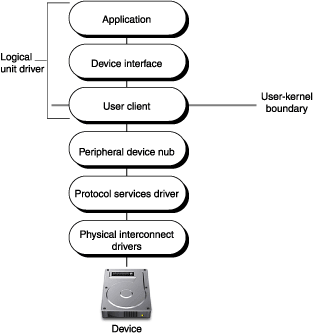 Application
Logical
unit driver
Device interface
User client
User-kernel
boundary
Peripheral device nub
Protocol services driver
Physical interconnect
drivers
Device